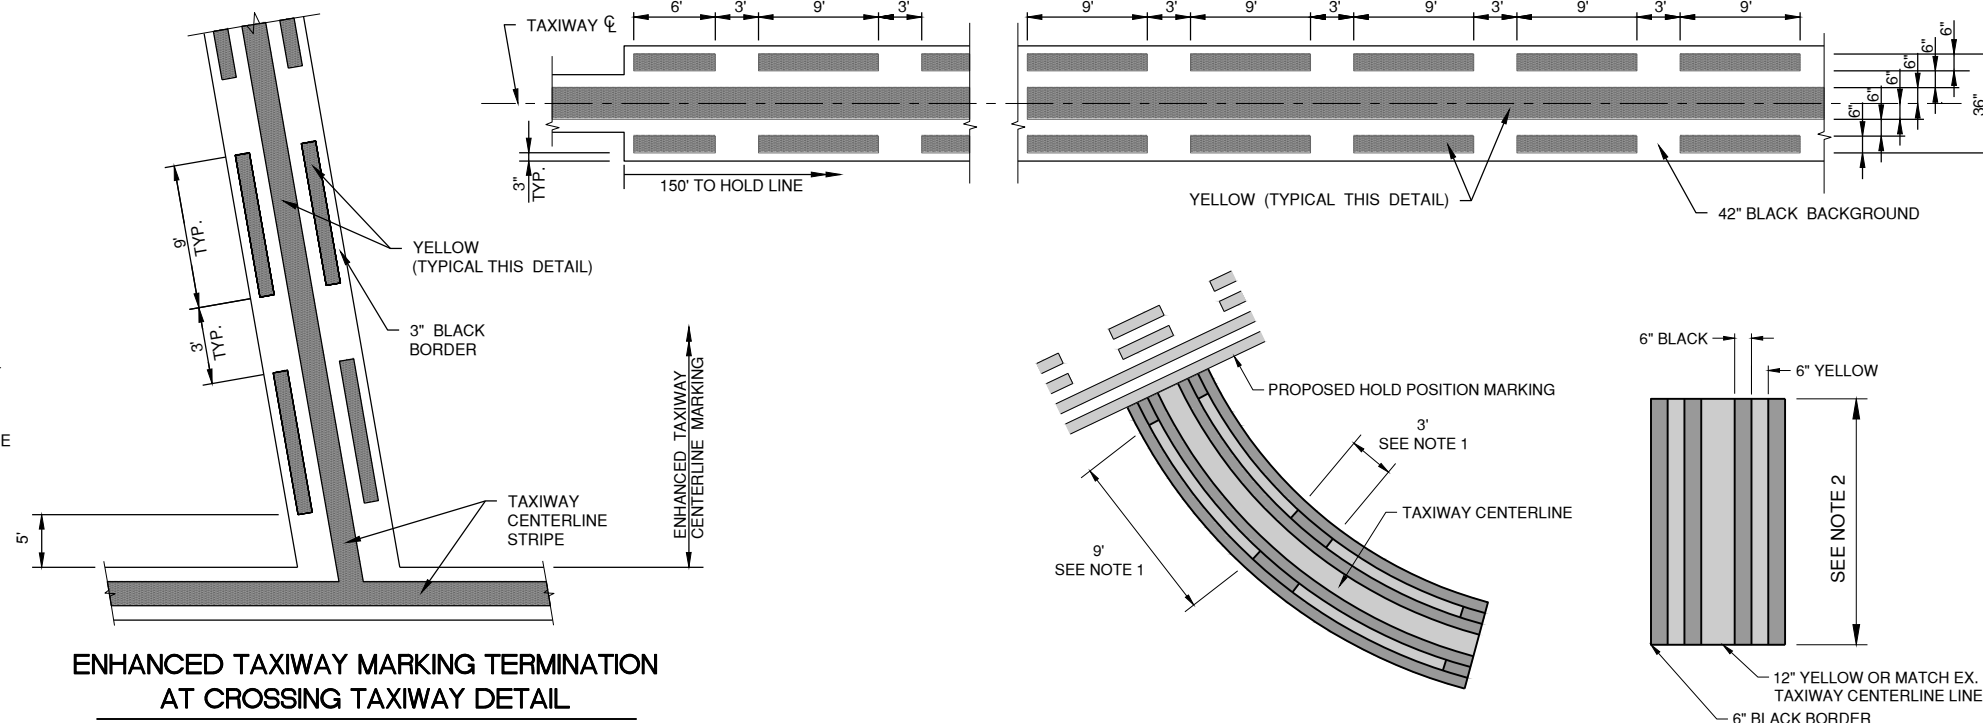 TAXIWAY ℄
6'
3'
9'
3'
9'
3'
9'
3'
9'
3'
9'
3'
9'
6"
6"
6"
6"
6"
6"
36"
3"
TYP.
150' TO HOLD LINE
YELLOW (TYPICAL THIS DETAIL)
42" BLACK BACKGROUND
9'
TYP.
3'
TYP.
YELLOW
(TYPICAL THIS DETAIL)
3" BLACK
BORDER
ENHANCED TAXIWAY
CENTERLINE MARKING
TAXIWAY
CENTERLINE
STRIPE
5'
E
ENHANCED TAXIWAY MARKING TERMINATION
AT CROSSING TAXIWAY DETAIL
PROPOSED HOLD POSITION MARKING
3'
SEE NOTE 1
TAXIWAY CENTERLINE
9'
SEE NOTE 1
6" BLACK
6" YELLOW
SEE NOTE 2
12" YELLOW OR MATCH EX.
TAXIWAY CENTERLINE LINE
6" BLACK BORDER